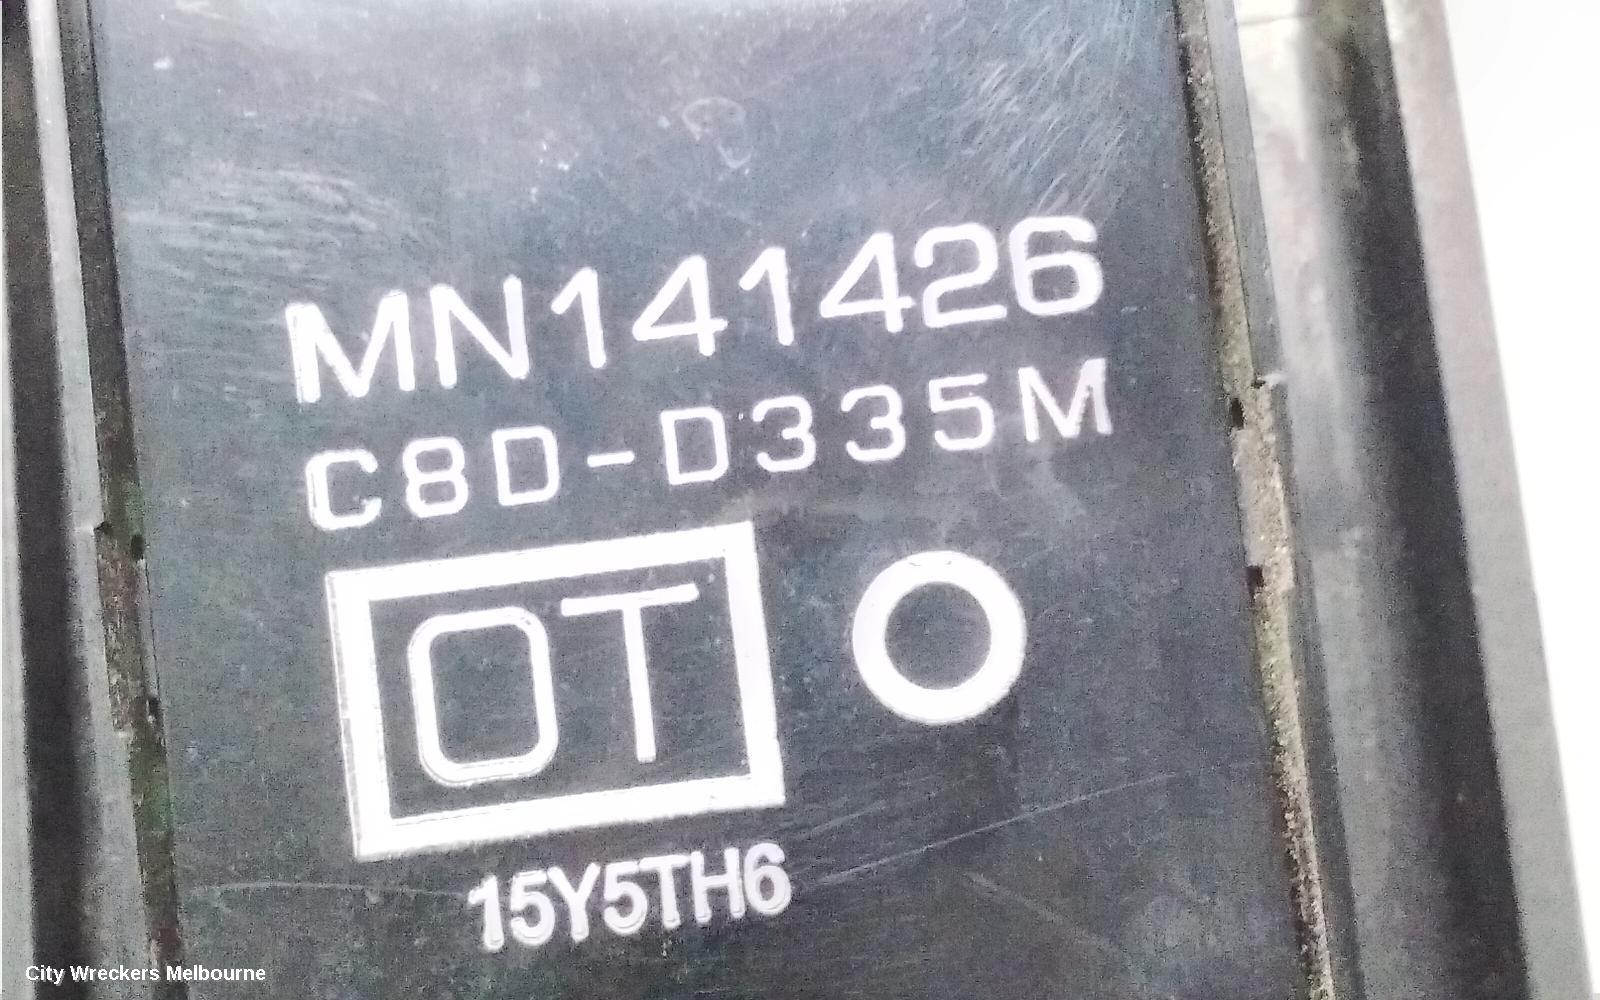 MN141426
C8D-D335M
OT O
15Y5TH6
City Wreckers Melbourne